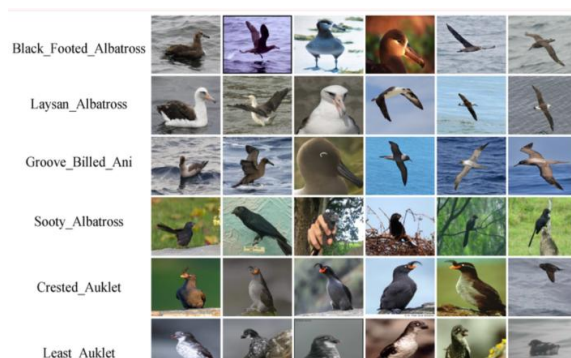 Black_Footed_Albatross
Laysan_Albatross
Groove_Billed_Ani
Sooty_Albatross
Crested_Auklet
Least_Auklet